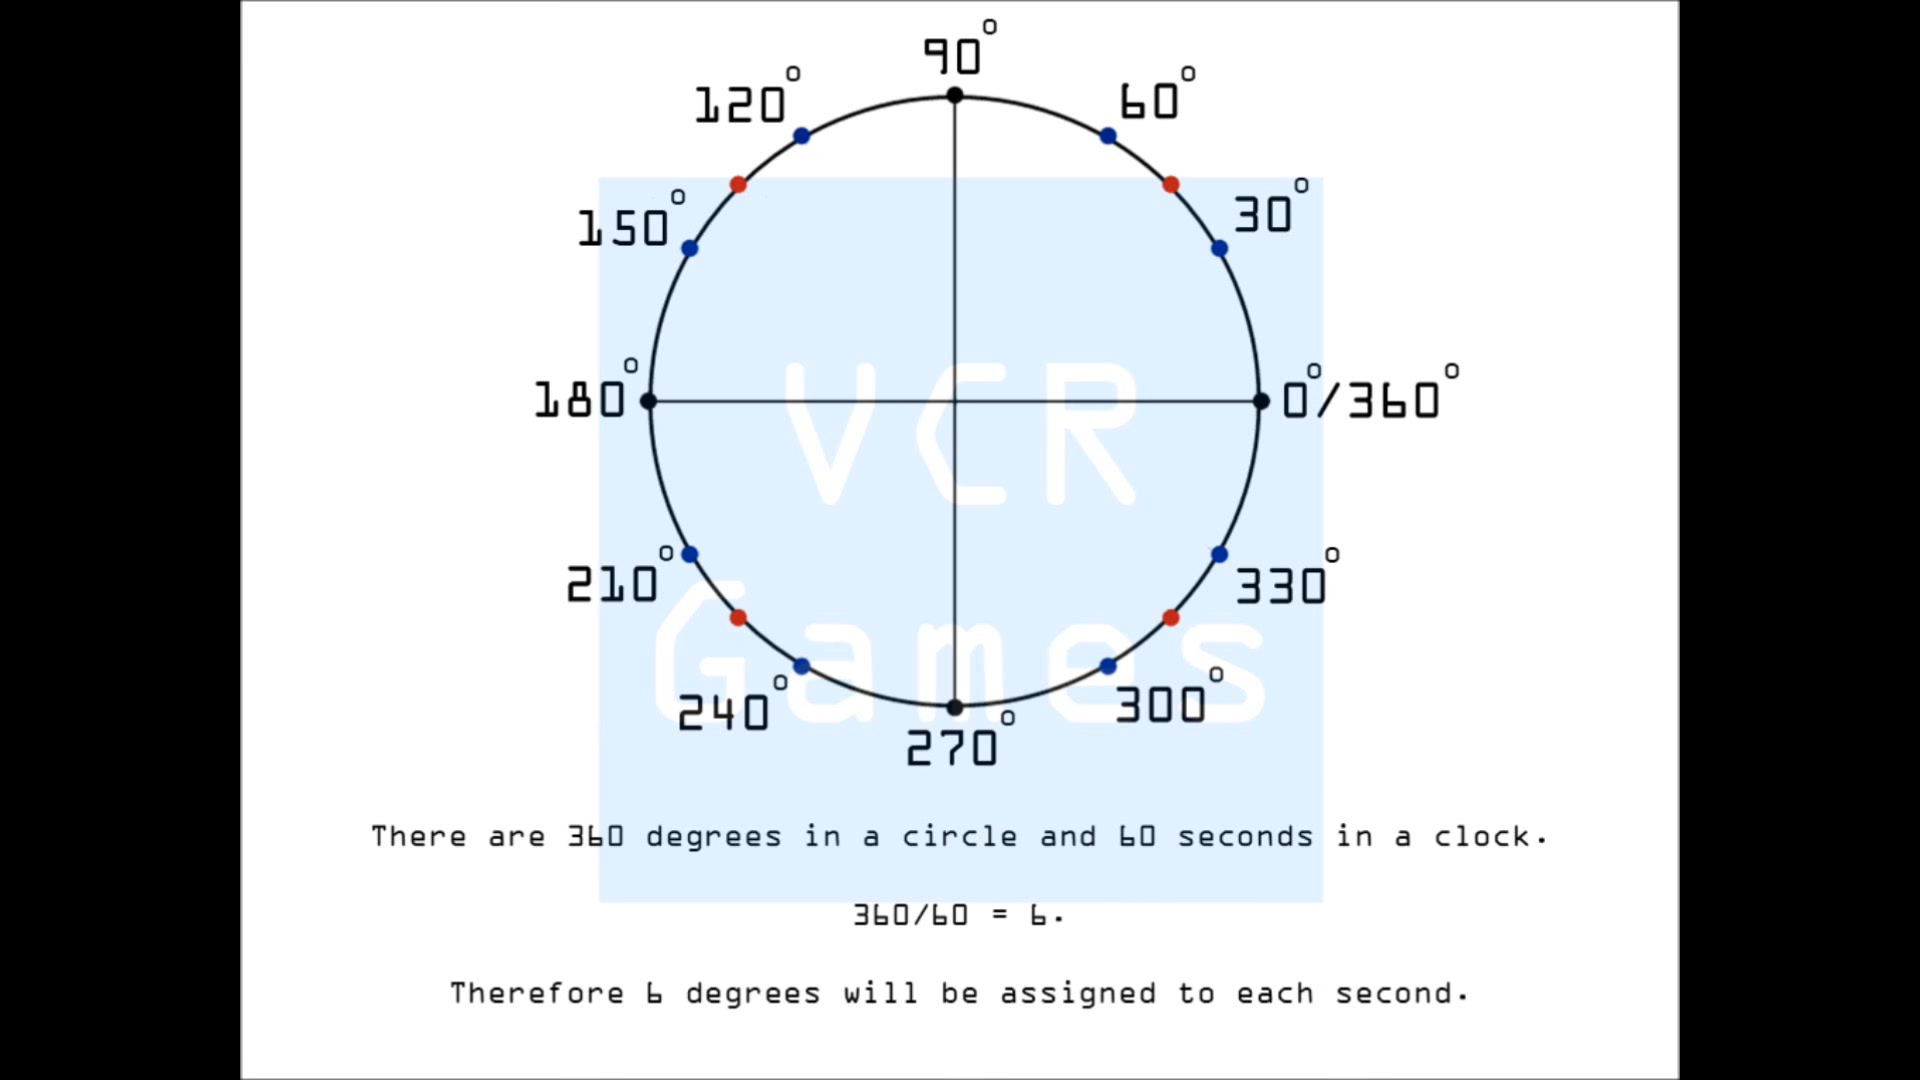 90°
120°
60°
150°
30°
180°
0°/360°
VCR
210°
330°
Games
240°
300°
270°
There are 360 degrees in a circle and 60 seconds in a clock.
360/60 = 6.
Therefore 6 degrees will be assigned to each second.